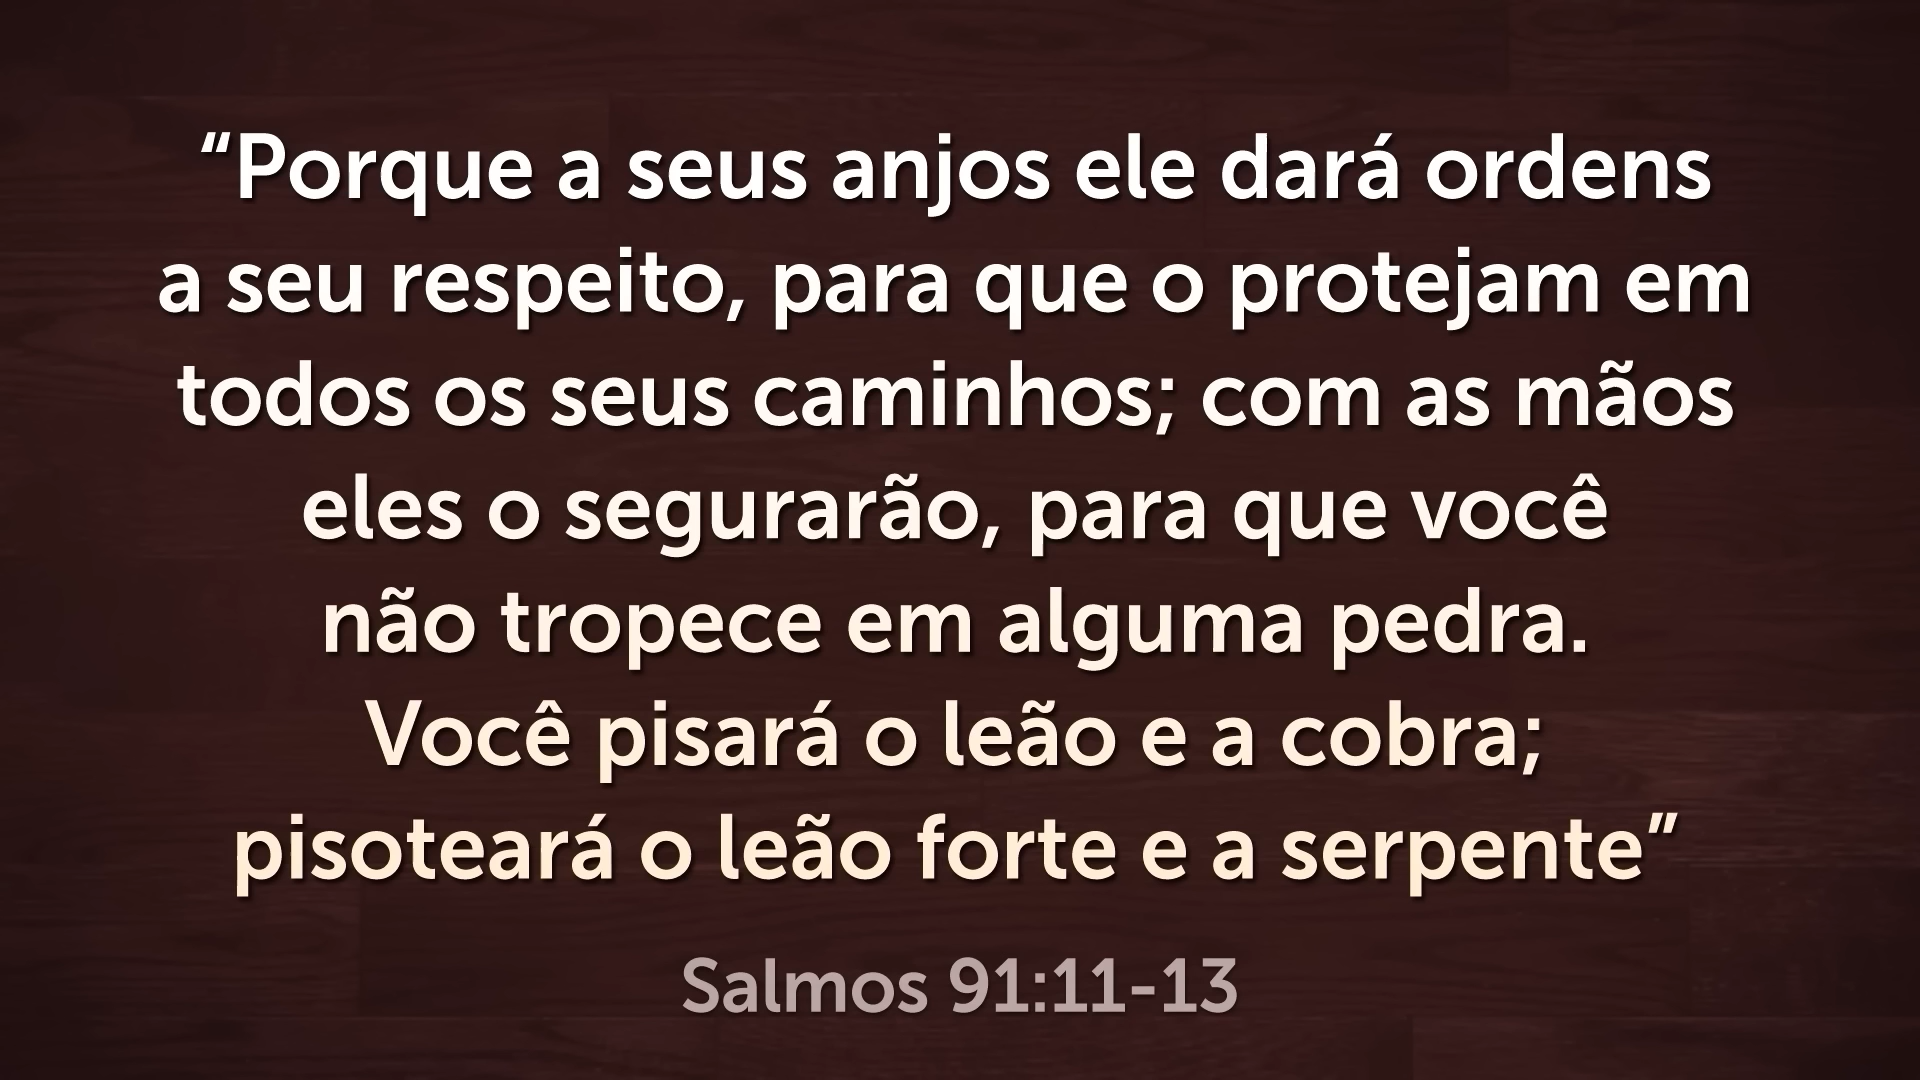 “Porque a seus anjos ele dará ordens
a seu respeito, para que o protejam em
todos os seus caminhos; com as mãos
eles o segurarão, para que você
não tropece em alguma pedra.
Você pisará o leão e a cobra;
pisoteará o leão forte e a serpente”
Salmos 91:11-13